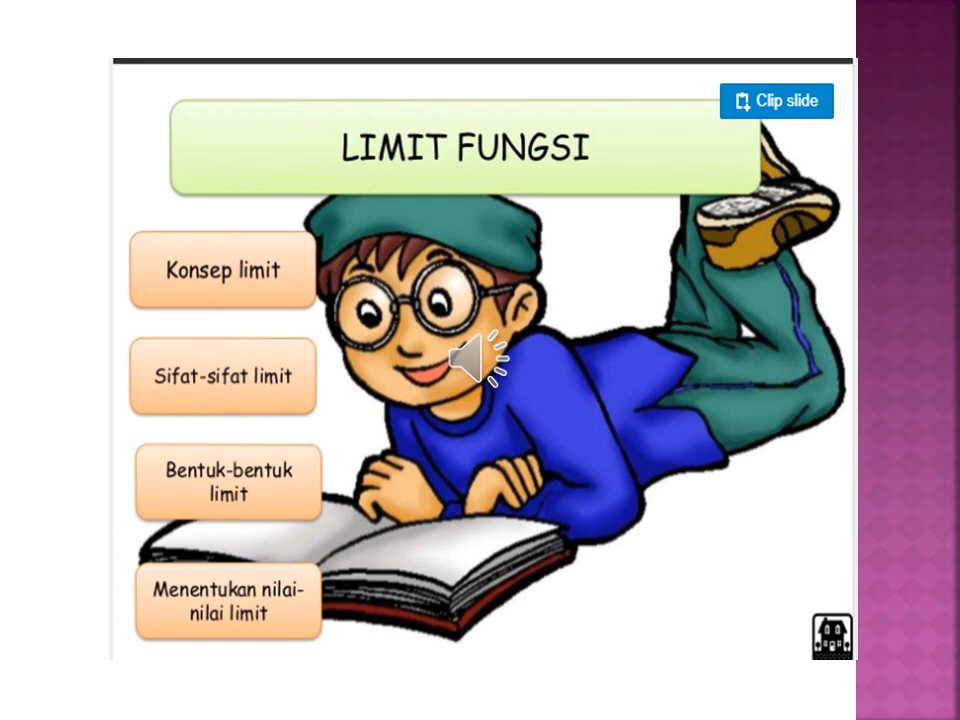 Clip slide
LIMIT FUNGSI
Konsep limit
Sifat-sifat limit
Bentuk-bentuk
limit
Menentukan nilai-
nilai limit